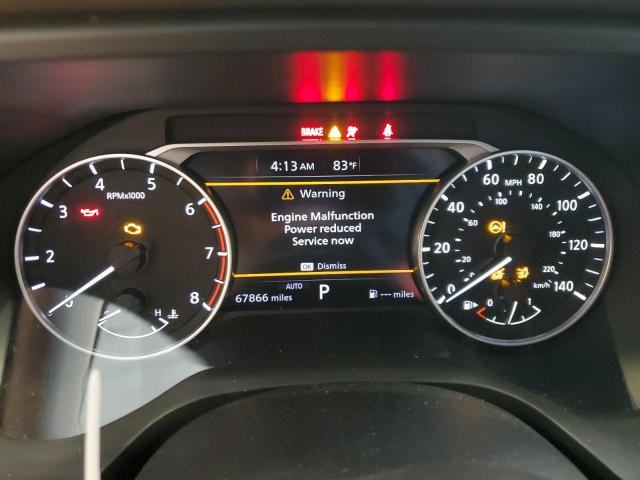 BRAKE
4:13 AM 83°F
Warning
Engine Malfunction
Power reduced
Service now
OK Dismiss
AUTO
67866 miles P --- miles
RPMx1000
2 3 4 5 6 7 8
H
MPH
0 20 40 60 80 100 120 140
km/h
20 60 100 140 180 220
0 1